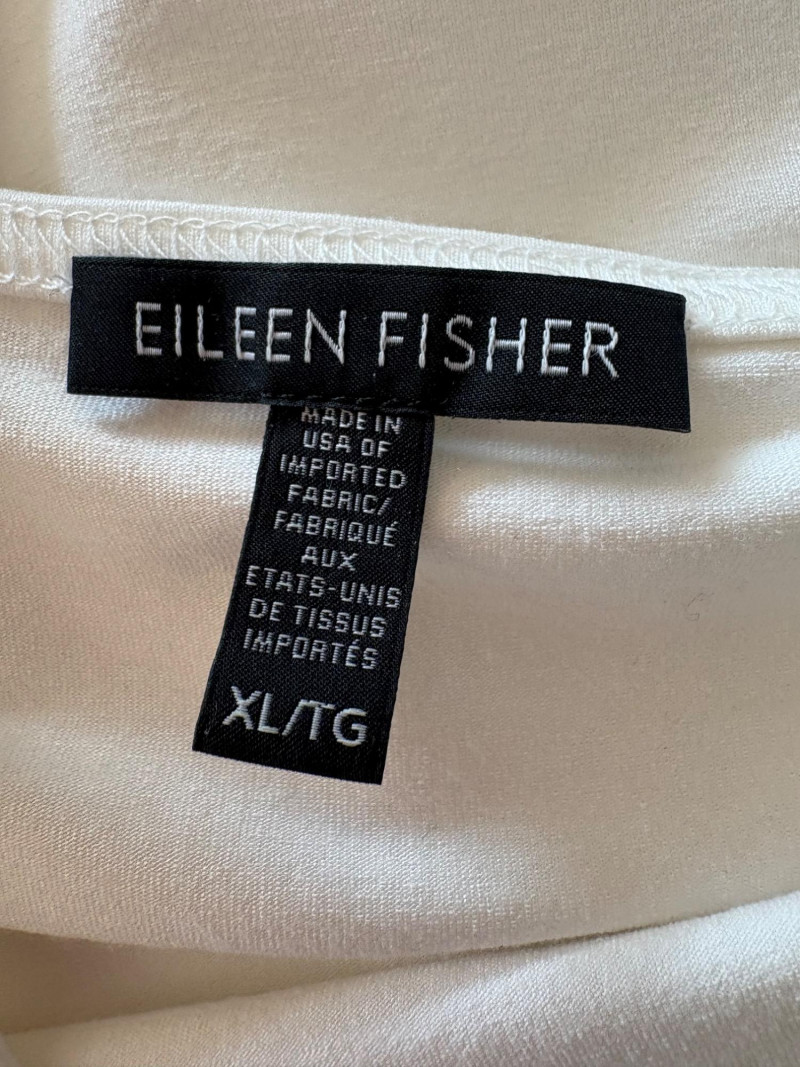 EILEEN FISHER
MADE IN
USA OF
IMPORTED
FABRIC/
FABRIQUÉ
AUX
ETATS-UNIS
DE TISSUS
IMPORTÉS
XL/TG